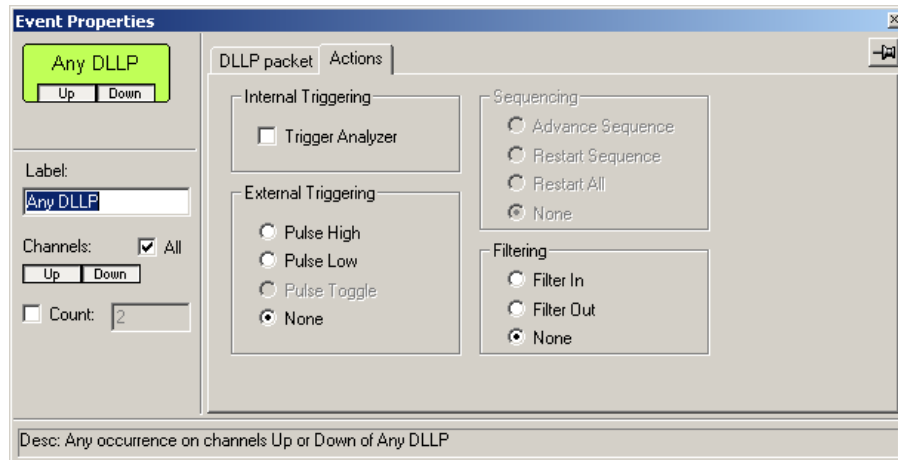 Event Properties
Any DLLP
Up Down
Label:
Any DLLP
Channels: All
Up Down
Count: 2
DLLP packet Actions
Internal Triggering
Trigger Analyzer
External Triggering
Pulse High
Pulse Low
Pulse Toggle
None
Sequencing
Advance Sequence
Restart Sequence
Restart All
None
Filtering
Filter In
Filter Out
None
Desc: Any occurrence on channels Up or Down of Any DLLP